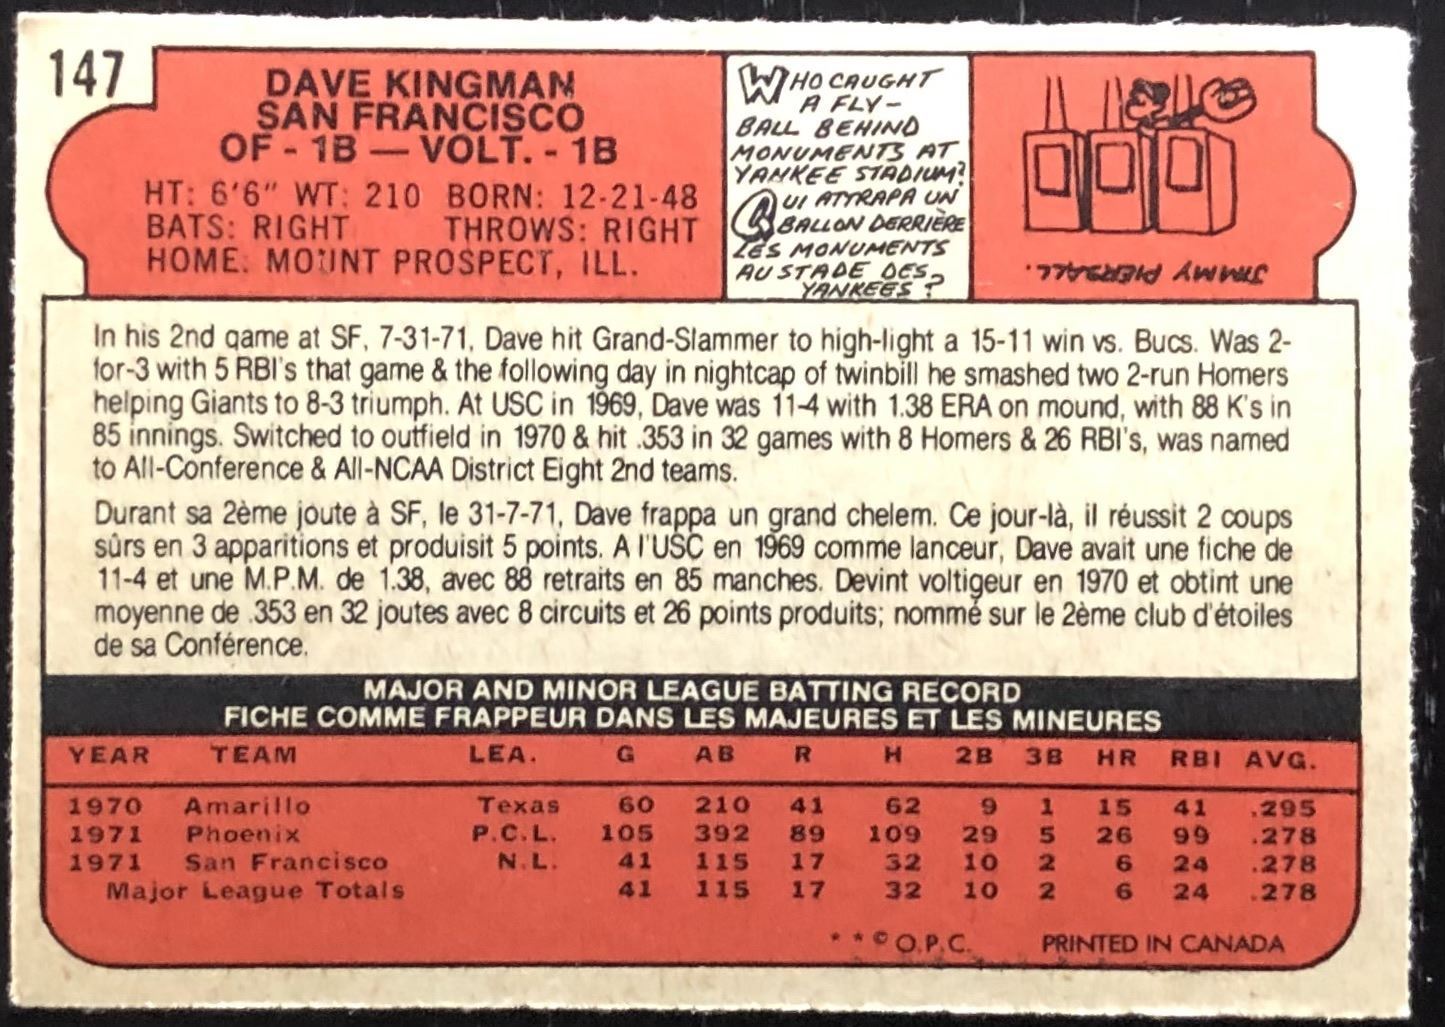 147
DAVE KINGMAN
SAN FRANCISCO
OF - 1B — VOLT. - 1B
HT: 6'6" WT: 210 BORN: 12-21-48
BATS: RIGHT THROWS: RIGHT
HOME: MOUNT PROSPECT, ILL.
WHO CAUGHT
A FLY-
BALL BEHIND
MONUMENTS AT
YANKEE STADIUM?
QUI ATTRAPA UN
BALLON DERRIÈRE
LES MONUMENTS
AU STADE DES
YANKEES?
JIMMY PIERSALL.
In his 2nd game at SF, 7-31-71, Dave hit Grand-Slammer to high-light a 15-11 win vs. Bucs. Was 2-
for-3 with 5 RBI's that game & the following day in nightcap of twinbill he smashed two 2-run Homers
helping Giants to 8-3 triumph. At USC in 1969, Dave was 11-4 with 1.38 ERA on mound, with 88 K's in
85 innings. Switched to outfield in 1970 & hit .353 in 32 games with 8 Homers & 26 RBI's, was named
to All-Conference & All-NCAA District Eight 2nd teams.
Durant sa 2ème joute à SF, le 31-7-71, Dave frappa un grand chelem. Ce jour-là, il réussit 2 coups
sûrs en 3 apparitions et produisit 5 points. A l'USC en 1969 comme lanceur, Dave avait une fiche de
11-4 et une M.P.M. de 1.38, avec 88 retraits en 85 manches. Devint voltigeur en 1970 et obtint une
moyenne de .353 en 32 joutes avec 8 circuits et 26 points produits; nommé sur le 2ème club d'étoiles
de sa Conférence.
MAJOR AND MINOR LEAGUE BATTING RECORD
FICHE COMME FRAPPEUR DANS LES MAJEURES ET LES MINEURES
YEAR TEAM LEA. G AB R H 2B 3B HR RBI AVG.
1970 Amarillo Texas 60 210 41 62 9 1 15 41 .295
1971 Phoenix P.C.L. 105 392 89 109 29 5 26 99 .278
1971 San Francisco N.L. 41 115 17 32 10 2 6 24 .278
Major League Totals 41 115 17 32 10 2 6 24 .278
* * © O.P.C. PRINTED IN CANADA